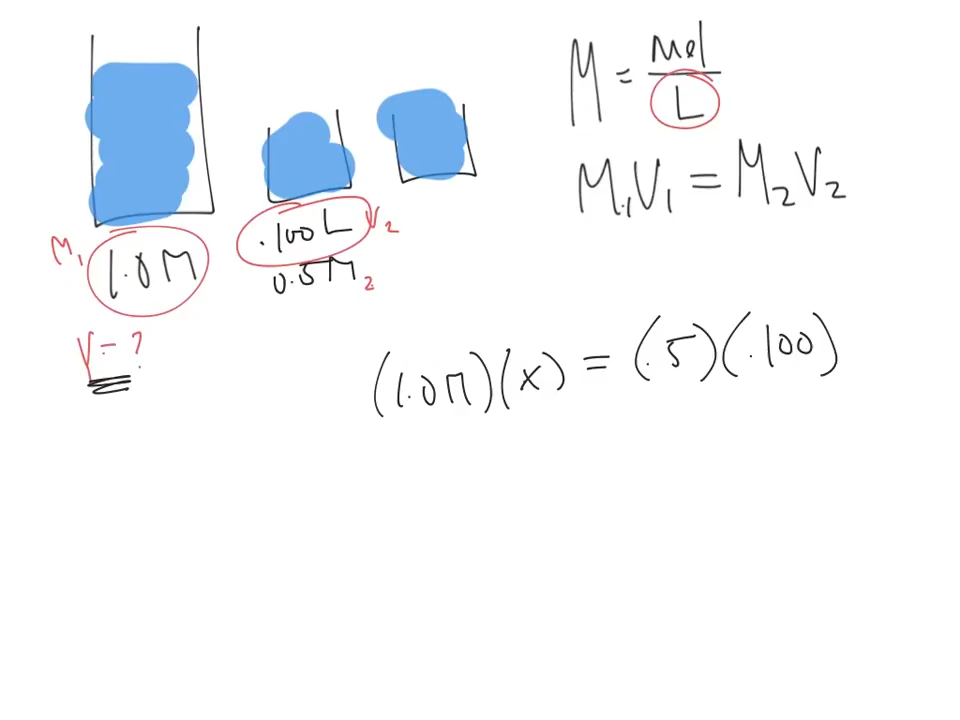 M = mol/L
M₁V₁ = M₂V₂
M₁ 1.0M
.100L V₂
0.5M₂
V = ?
(1.0M)(x) = (.5)(.100)